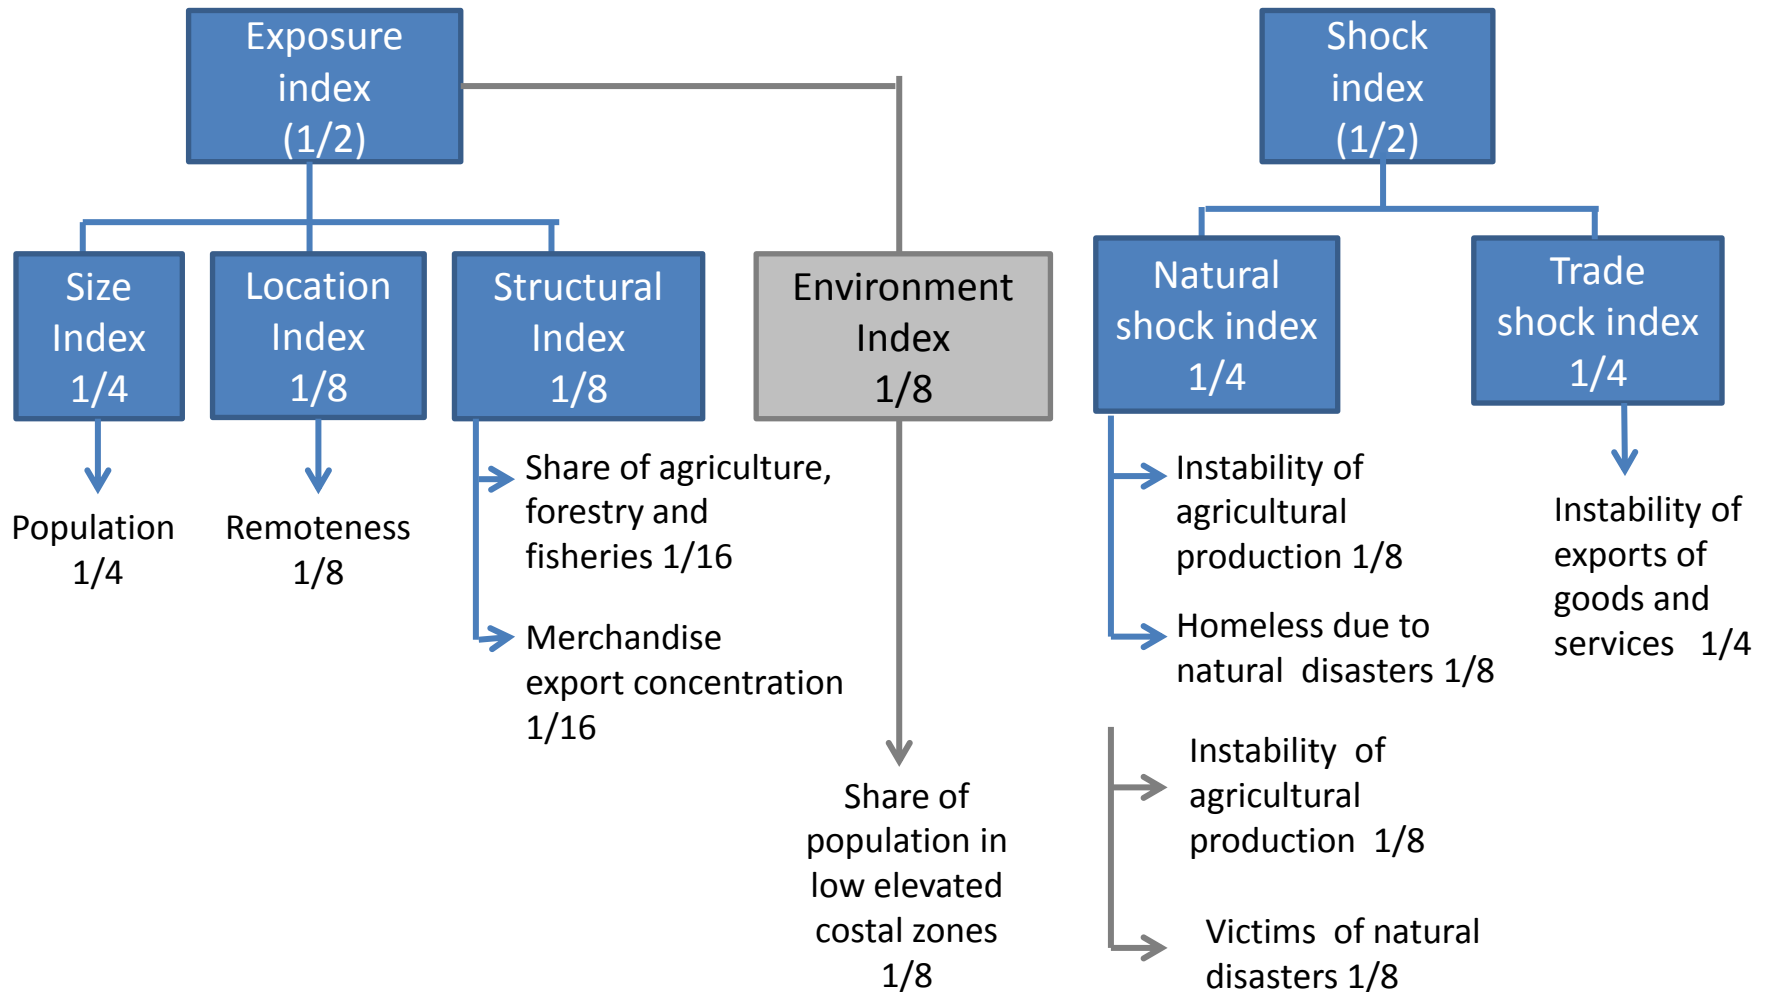 Exposure
index
(1/2)
Shock
index
(1/2)
Size
Index
1/4
Location
Index
1/8
Structural
Index
1/8
Environment
Index
1/8
Natural
shock index
1/4
Trade
shock index
1/4
Population
1/4
Remoteness
1/8
Share of agriculture,
forestry and
fisheries 1/16
Merchandise
export concentration
1/16
Share of
population in
low elevated
costal zones
1/8
Instability of
agricultural
production 1/8
Homeless due to
natural disasters 1/8
Instability of
agricultural
production 1/8
Victims of natural
disasters 1/8
Instability of
exports of
goods and
services 1/4